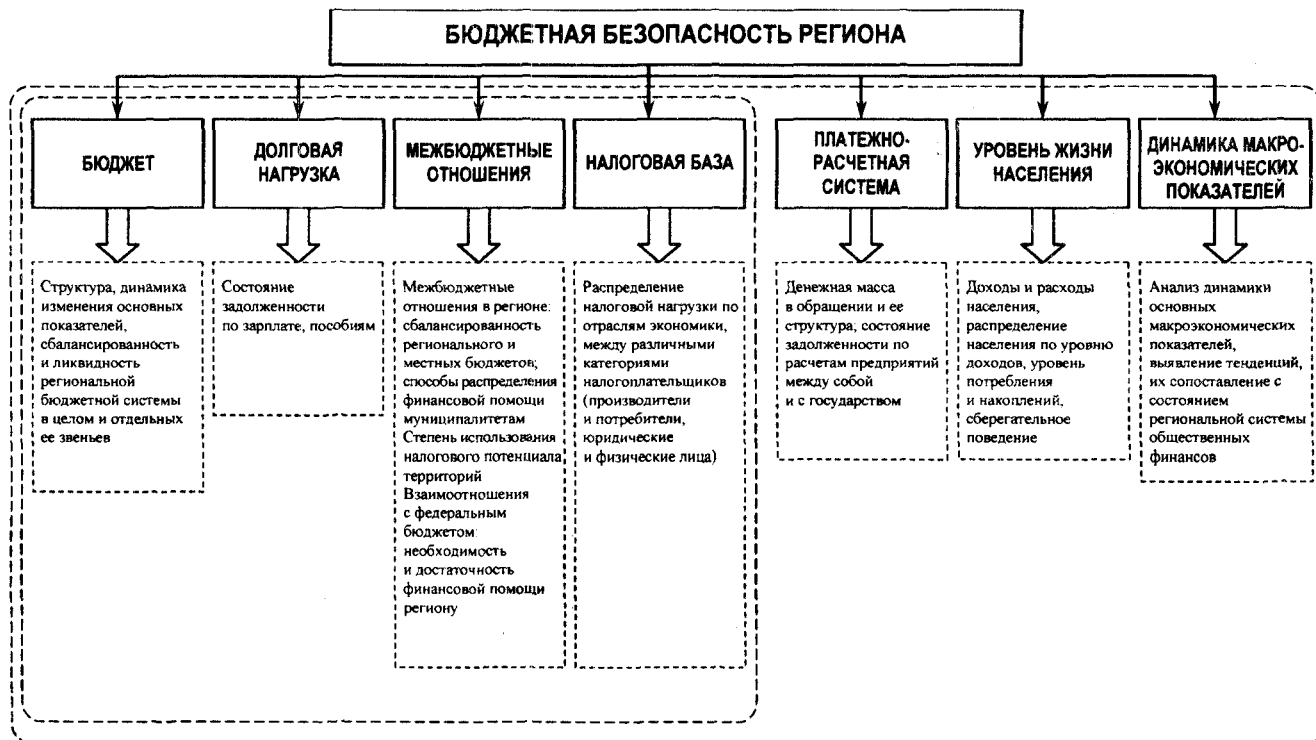 БЮДЖЕТНАЯ БЕЗОПАСНОСТЬ РЕГИОНА
БЮДЖЕТ
ДОЛГОВАЯ
НАГРУЗКА
МЕЖБЮДЖЕТНЫЕ
ОТНОШЕНИЯ
НАЛОГОВАЯ БАЗА
ПЛАТЕЖНО-
РАСЧЕТНАЯ
СИСТЕМА
УРОВЕНЬ ЖИЗНИ
НАСЕЛЕНИЯ
ДИНАМИКА МАКРО-
ЭКОНОМИЧЕСКИХ
ПОКАЗАТЕЛЕЙ
Структура, динамика
изменения основных
показателей,
сбалансированность
и ликвидность
региональной
бюджетной системы
в целом и отдельных
ее звеньев
Состояние
задолженности
по зарплате, пособиям
Межбюджетные
отношения в регионе:
сбалансированность
регионального и
местных бюджетов;
способы распределения
финансовой помощи
муниципалитетам
Степень использования
налогового потенциала
территорий
Взаимоотношения
с федеральным
бюджетом:
необходимость
и достаточность
финансовой помощи
региону
Распределение
налоговой нагрузки по
отраслям экономики,
между различными
категориями
налогоплательщиков
(производители
и потребители,
юридические
и физические лица)
Денежная масса
в обращении и ее
структура; состояние
задолженности по
расчетам предприятий
между собой
и с государством
Доходы и расходы
населения,
распределение
населения по уровню
доходов, уровень
потребления
и накоплений,
сберегательное
поведение
Анализ динамики
основных
макроэкономических
показателей,
выявление тенденций,
их сопоставление с
состоянием
региональной системы
общественных
финансов